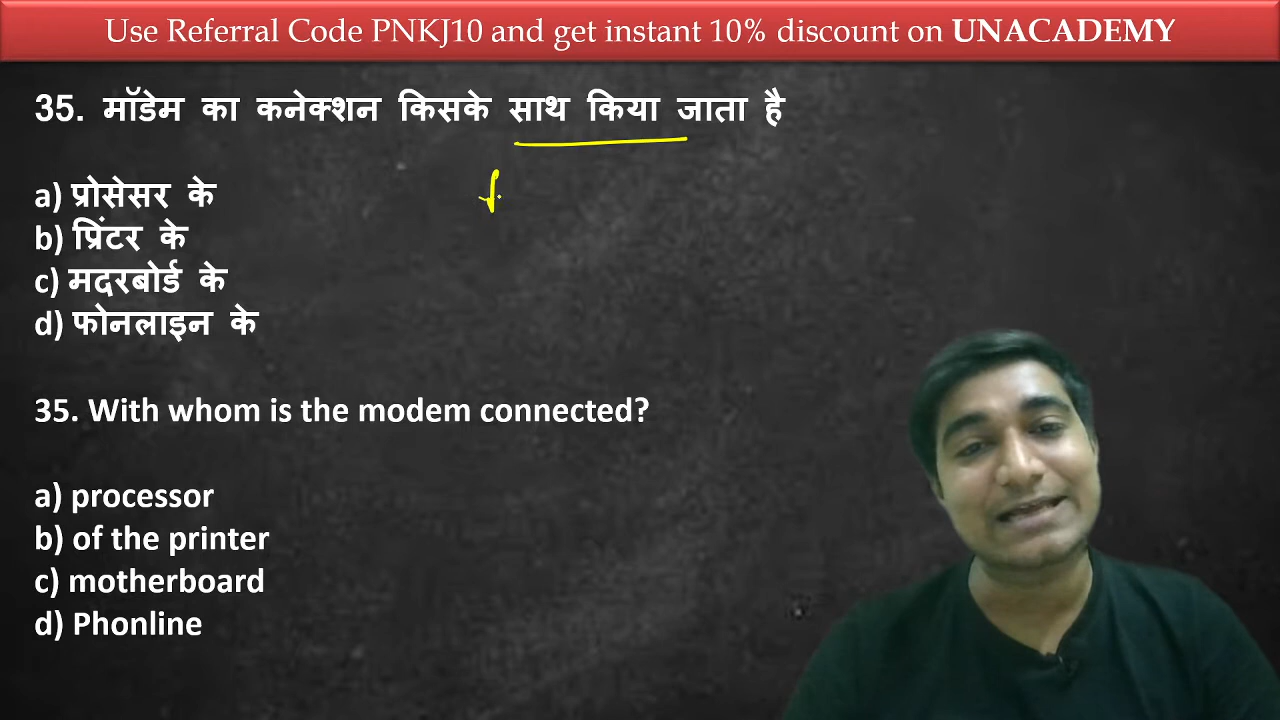 Use Referral Code PNKJ10 and get instant 10% discount on UNACADEMY
35. मॉडेम का कनेक्शन किसके साथ किया जाता है
a) प्रोसेसर के
b) प्रिंटर के
c) मदरबोर्ड के
d) फोनलाइन के
35. With whom is the modem connected?
a) processor
b) of the printer
c) motherboard
d) Phonline